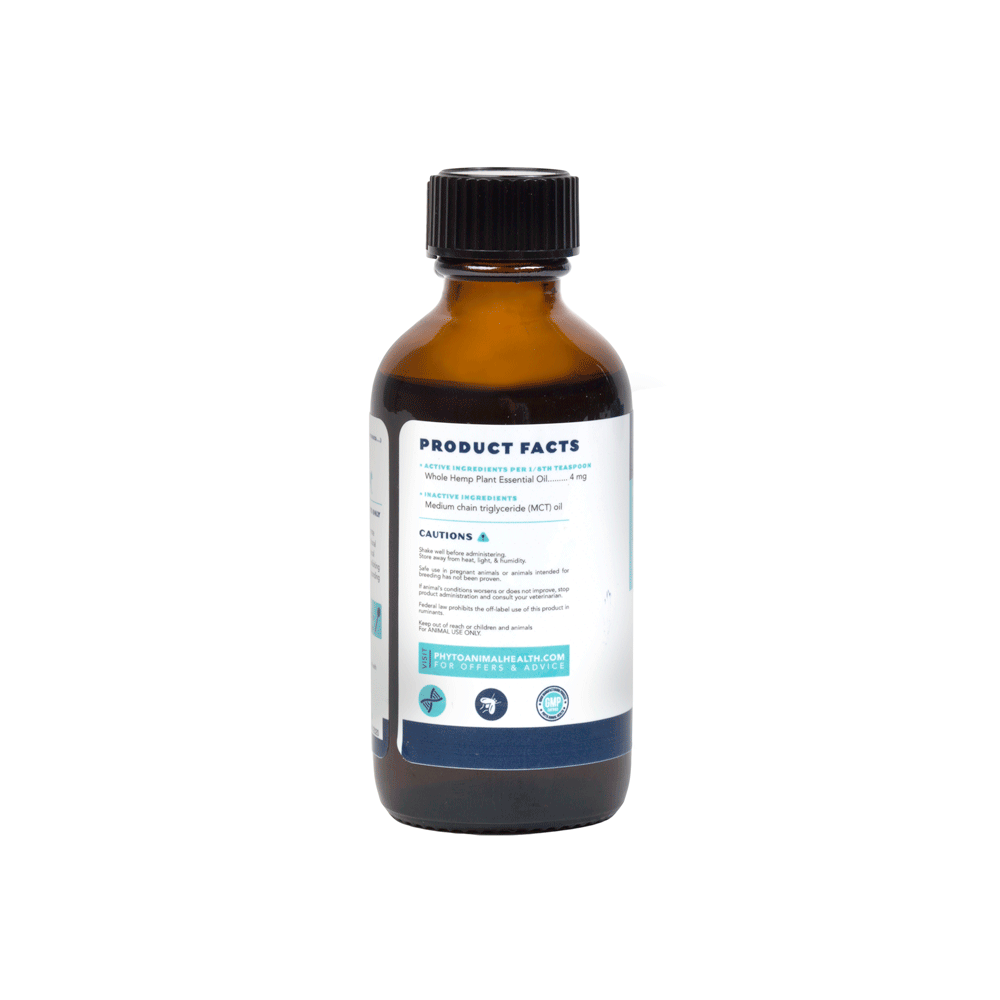 PRODUCT FACTS
• ACTIVE INGREDIENTS PER 1/8TH TEASPOON
Whole Hemp Plant Essential Oil......... 4 mg
• INACTIVE INGREDIENTS
Medium chain triglyceride (MCT) oil
CAUTIONS
Shake well before administering.
Store away from heat, light, & humidity.
Safe use in pregnant animals or animals intended for
breeding has not been proven.
If animal's conditions worsens or does not improve, stop
product administration and consult your veterinarian.
Federal law prohibits the off-label use of this product in
ruminants.
Keep out of reach or children and animals
For ANIMAL USE ONLY.
VISIT
PHYTOANIMALHEALTH.COM
FOR OFFERS & ADVICE
GMP